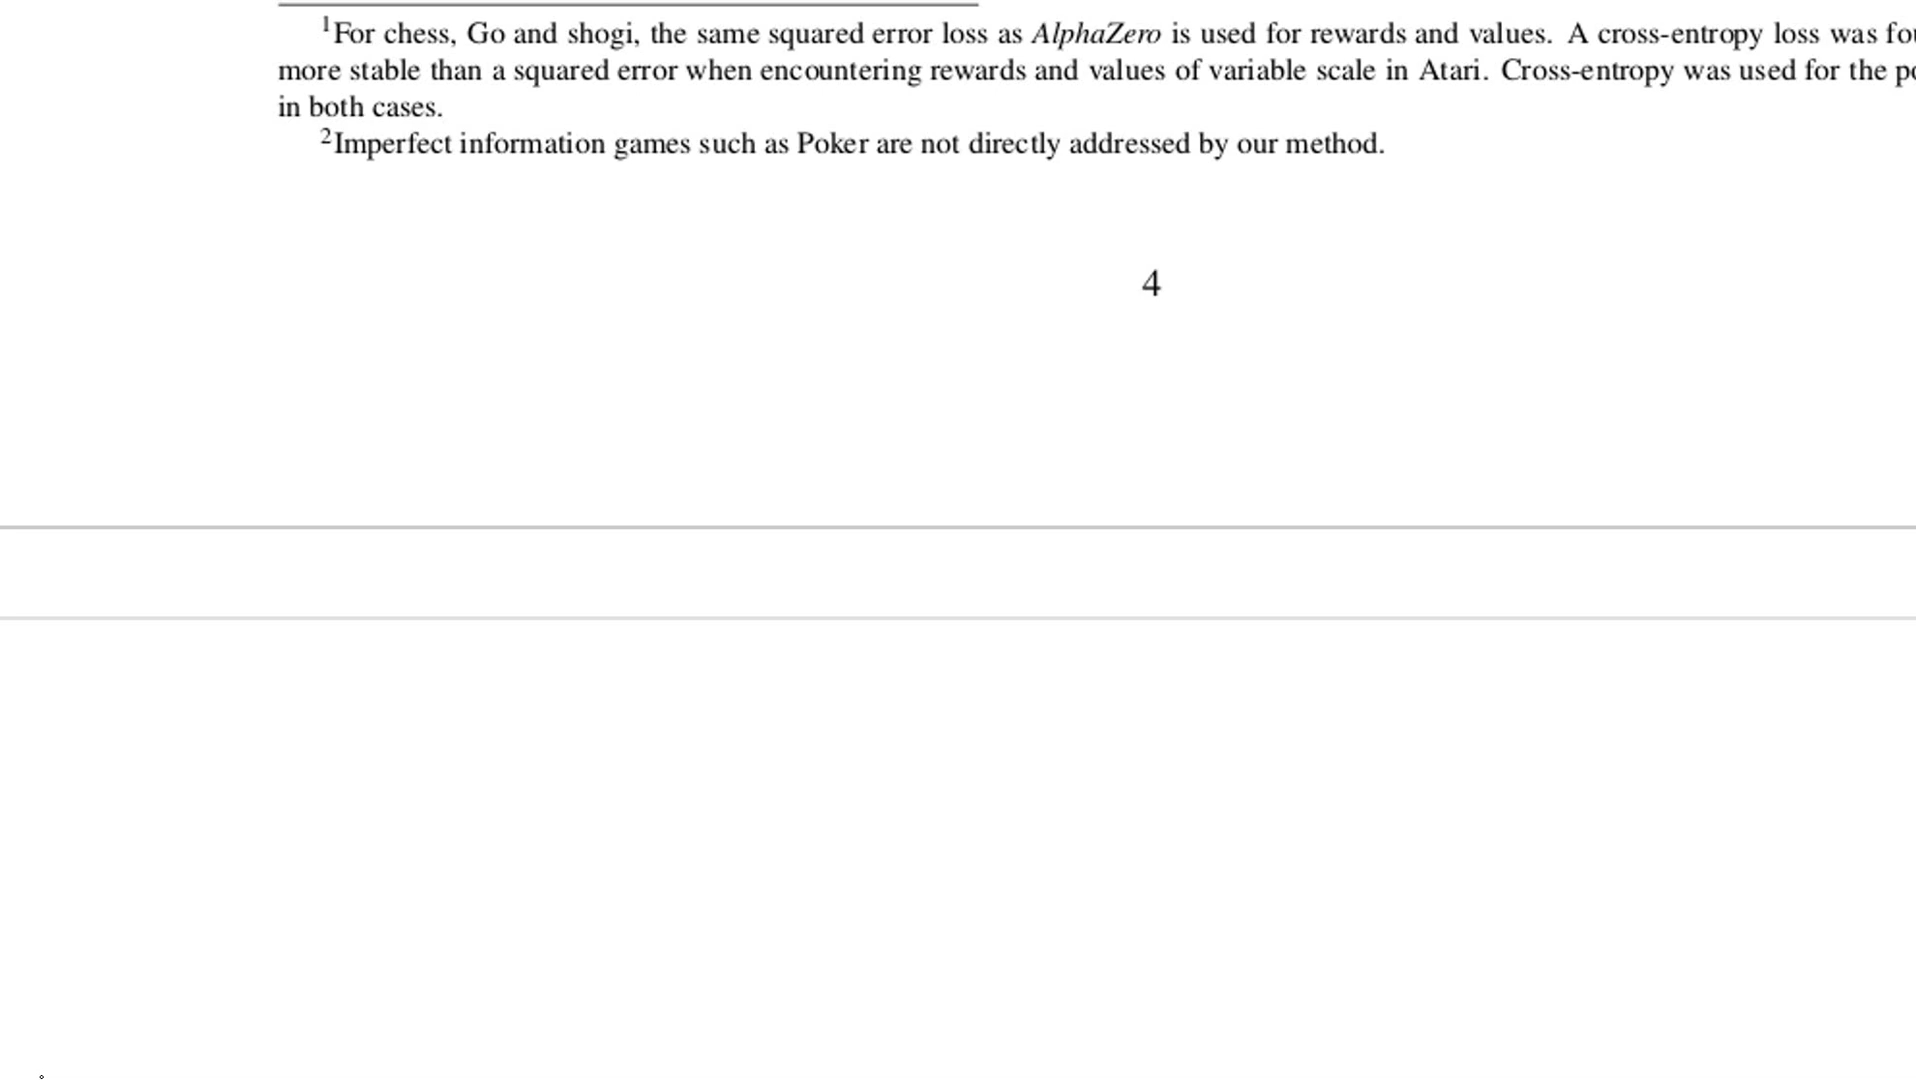 ¹For chess, Go and shogi, the same squared error loss as AlphaZero is used for rewards and values. A cross-entropy loss was
more stable than a squared error when encountering rewards and values of variable scale in Atari. Cross-entropy was used for the
in both cases.
²Imperfect information games such as Poker are not directly addressed by our method.
4